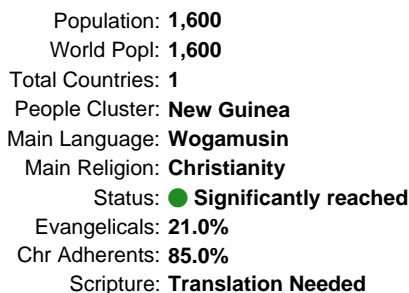 Population: 1,600
World Popl: 1,600
Total Countries: 1
People Cluster: New Guinea
Main Language: Wogamusin
Main Religion: Christianity
Status: Significantly reached
Evangelicals: 21.0%
Chr Adherents: 85.0%
Scripture: Translation Needed